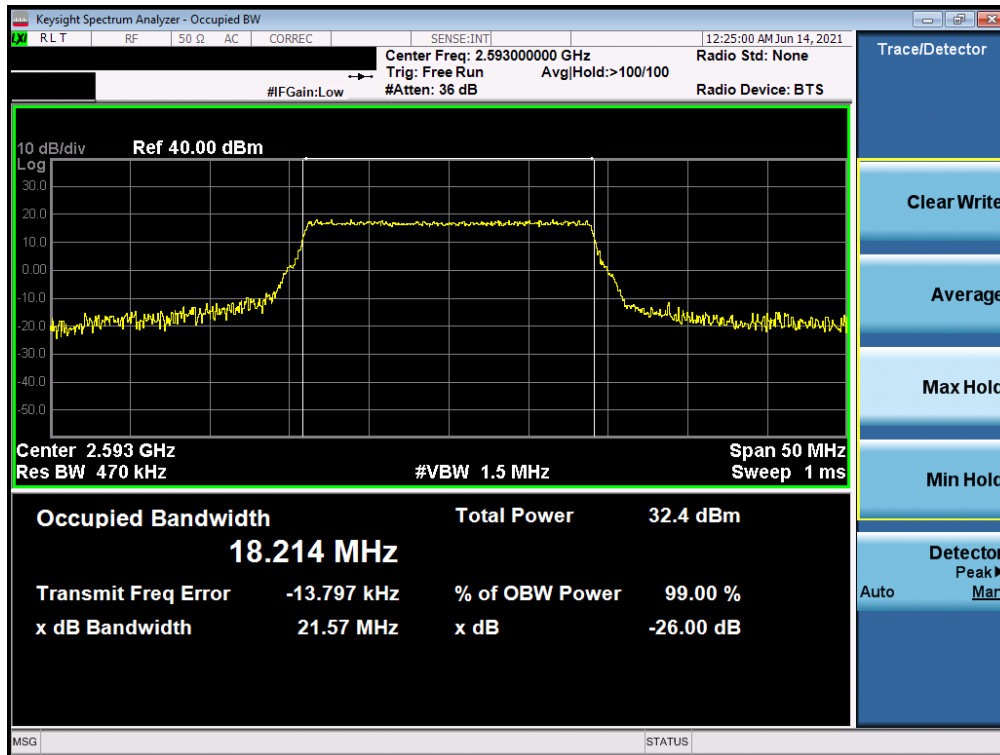 Keysight Spectrum Analyzer - Occupied BW
LXI RLT RF 50 Ω AC CORREC SENSE:INT 12:25:00 AM Jun 14, 2021
Center Freq: 2.593000000 GHz Radio Std: None
Trig: Free Run Avg|Hold:>100/100
#IFGain:Low #Atten: 36 dB Radio Device: BTS
10 dB/div Ref 40.00 dBm
Log
30.0
20.0
10.0
0.00
-10.0
-20.0
-30.0
-40.0
-50.0
Center 2.593 GHz Span 50 MHz
Res BW 470 kHz #VBW 1.5 MHz Sweep 1 ms
Occupied Bandwidth Total Power 32.4 dBm
18.214 MHz
Transmit Freq Error -13.797 kHz % of OBW Power 99.00 %
x dB Bandwidth 21.57 MHz x dB -26.00 dB
MSG STATUS
Trace/Detector
Clear Write
Average
Max Hold
Min Hold
Detector
Peak▶
Auto Man